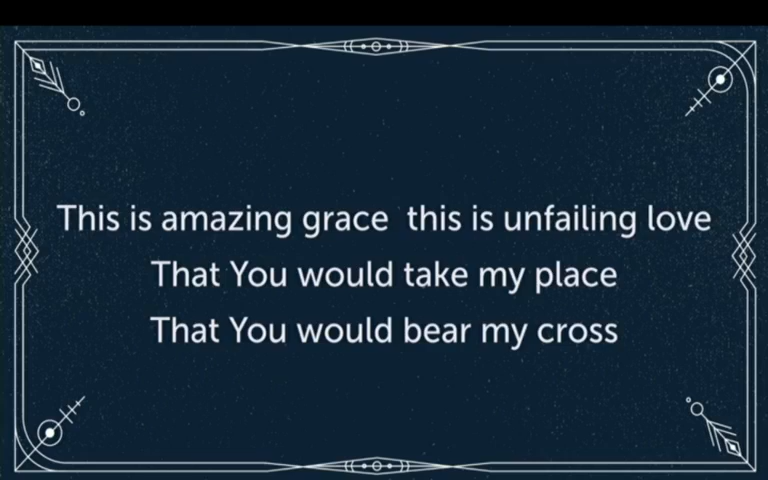 This is amazing grace  this is unfailing love
That You would take my place
That You would bear my cross